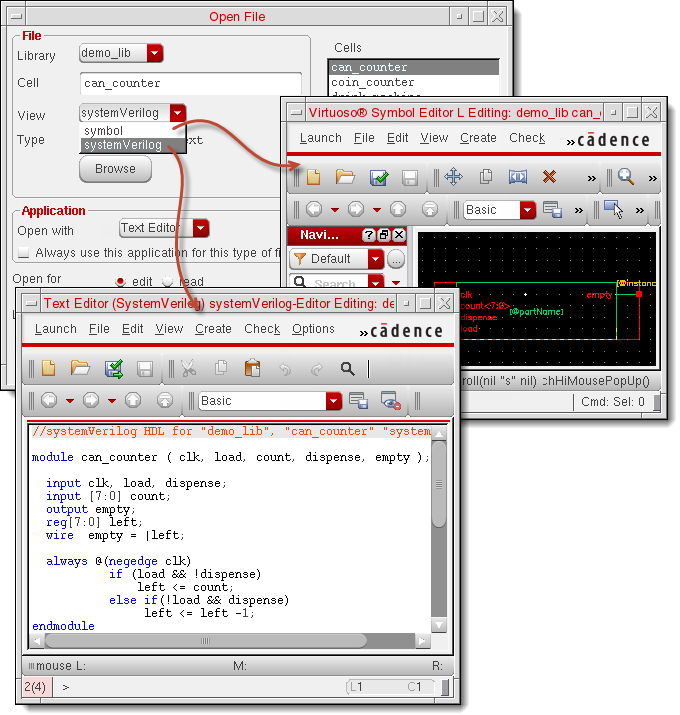 Open File
File
Library demo_lib
Cells
can_counter
coin_counter
Cell can_counter
View systemVerilog
symbol
systemVerilog
Type
Browse
Application
Open with Text Editor
Always use this application for this type of
Open for edit read
Virtuoso® Symbol Editor L Editing: demo_lib can_
Launch File Edit View Create Check » cādence
» »
Basic » »
Navi... ?
Default ...
Search
clk
count<7:0>
dispense
load
[@partName]
empty
[@instanc
roll(nil "s" nil) :hHiMousePopUp()
Cmd: Sel: 0
Text Editor (SystemVerilog) systemVerilog-Editor Editing: de
Launch File Edit View Create Check Options » cādence
Basic
//systemVerilog HDL for "demo_lib", "can_counter" "system
module can_counter ( clk, load, count, dispense, empty );
input clk, load, dispense;
input [7:0] count;
output empty;
reg[7:0] left;
wire  empty = |left;
always @(negedge clk)
if (load && !dispense)
left <= count;
else if(!load && dispense)
left <= left -1;
endmodule
mouse L: M: R:
2(4) > L1 C1